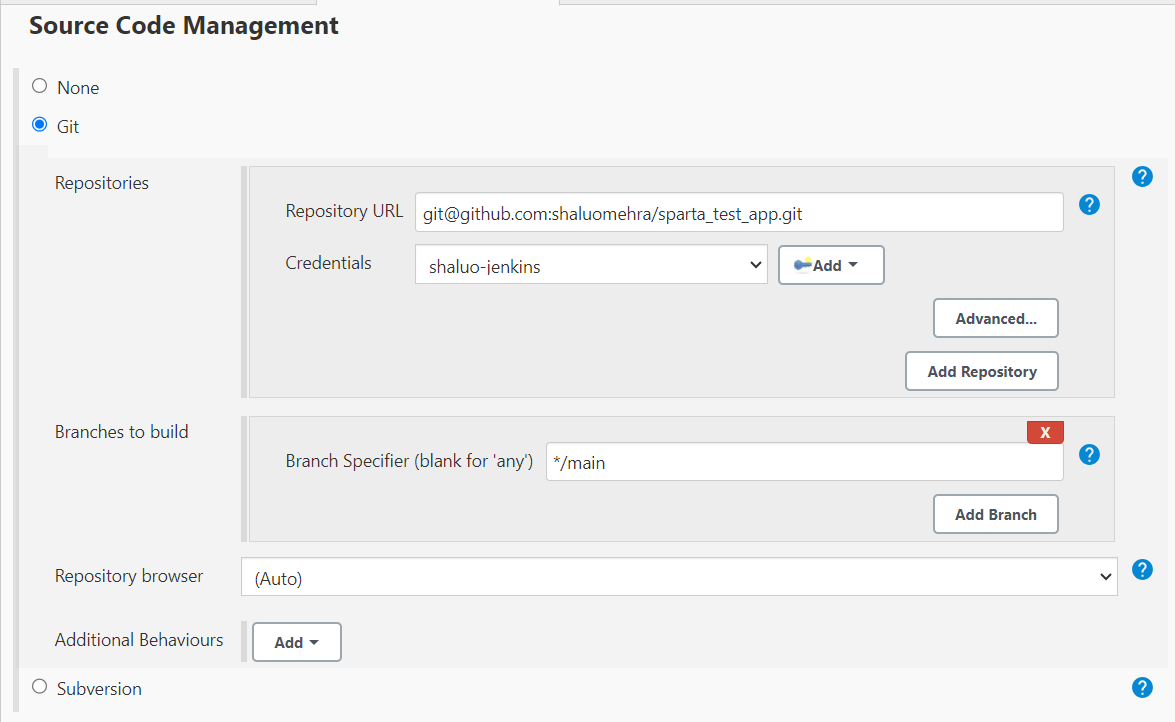 Source Code Management
None
Git
Repositories
?
Repository URL git@github.com:shaluomehra/sparta_test_app.git
?
Credentials shaluo-jenkins Add
Advanced...
Add Repository
Branches to build
X
Branch Specifier (blank for 'any') */main
?
Add Branch
Repository browser (Auto)
?
Additional Behaviours Add
Subversion
?